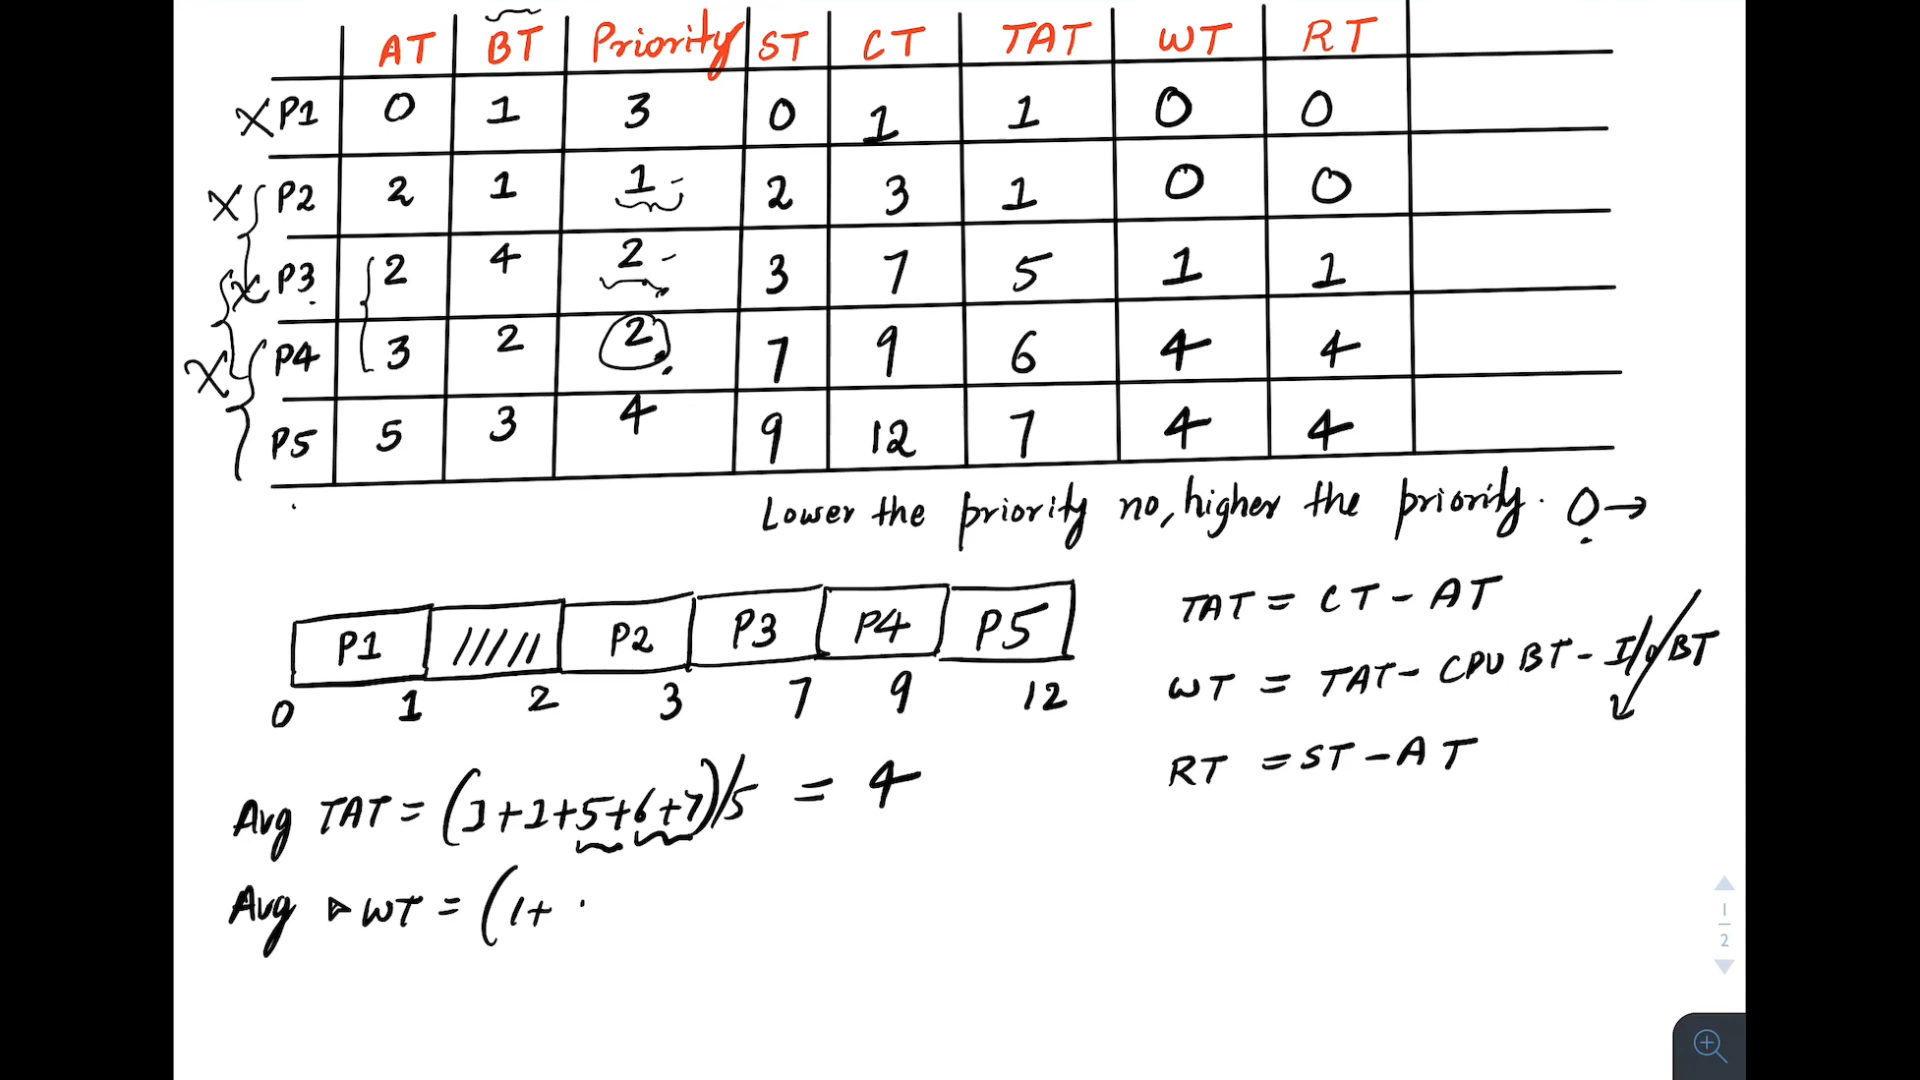 AT BT Priority ST CT TAT WT RT
X P1 0 1 3 0 1 1 0 0
X P2 2 1 1 2 3 1 0 0
X P3 2 4 2 3 7 5 1 1
X P4 3 2 2 7 9 6 4 4
P5 5 3 4 9 12 7 4 4
Lower the priority no, higher the priority. 0→
P1 ///// P2 P3 P4 P5
0 1 2 3 7 9 12
TAT = CT - AT
WT = TAT - CPU BT - I/O BT
RT = ST - AT
Avg TAT = (1+1+5+6+7)/5 = 4
Avg WT = (1+
1
2